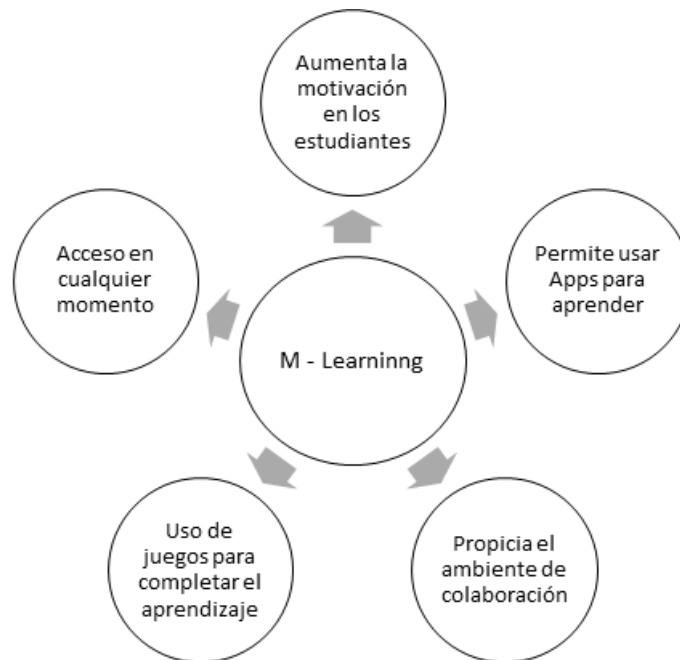 Aumenta la
motivación
en los
estudiantes
Acceso en
cualquier
momento
Permite usar
Apps para
aprender
M - Learninng
Uso de
juegos para
completar el
aprendizaje
Propicia el
ambiente de
colaboración